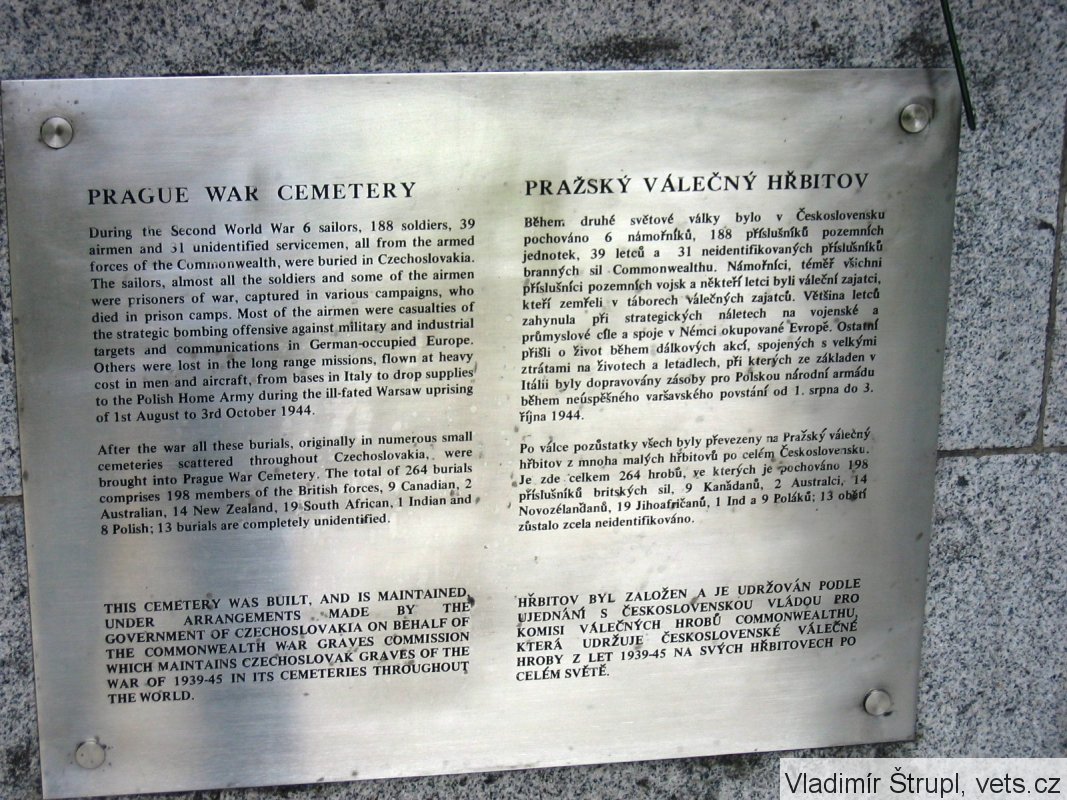 PRAGUE WAR CEMETERY
During the Second World War 6 sailors, 188 soldiers, 39
airmen and 31 unidentified servicemen, all from the armed
forces of the Commonwealth, were buried in Czechoslovakia.
The sailors, almost all the soldiers and some of the airmen
were prisoners of war, captured in various campaigns, who
died in prison camps. Most of the airmen were casualties of
the strategic bombing offensive against military and industrial
targets and communications in German-occupied Europe.
Others were lost in the long range missions, flown at heavy
cost in men and aircraft, from bases in Italy to drop supplies
to the Polish Home Army during the ill-fated Warsaw uprising
of 1st August to 3rd October 1944.
After the war all these burials, originally in numerous small
cemeteries scattered throughout Czechoslovakia, were
brought into Prague War Cemetery. The total of 264 burials
comprises 198 members of the British forces, 9 Canadian, 2
Australian, 14 New Zealand, 19 South African, 1 Indian and
8 Polish; 13 burials are completely unidentified.
THIS CEMETERY WAS BUILT, AND IS MAINTAINED,
UNDER ARRANGEMENTS MADE BY THE
GOVERNMENT OF CZECHOSLOVAKIA ON BEHALF OF
THE COMMONWEALTH WAR GRAVES COMMISSION
WHICH MAINTAINS CZECHOSLOVAK GRAVES OF THE
WAR OF 1939-45 IN ITS CEMETERIES THROUGHOUT
THE WORLD.
PRAŽSKÝ VÁLEČNÝ HŘBITOV
Během druhé světové války bylo v Československu
pochováno 6 námořníků, 188 příslušníků pozemních
jednotek, 39 letců a 31 neidentifikovaných příslušníků
branných sil Commonwealthu. Námořníci, téměř všichni
příslušníci pozemních vojsk a někteří letci byli váleční zajatci,
kteří zemřeli v táborech válečných zajatců. Většina letců
zahynula při strategických náletech na vojenské a
průmyslové cíle a spoje v Němci okupované Evropě. Ostatní
přišli o život během dálkových akcí, spojených s velkými
ztrátami na životech a letadlech, při kterých ze základen v
Itálii byly dopravovány zásoby pro Polskou národní armádu
během neúspěšného varšavského povstání od 1. srpna do 3.
října 1944.
Po válce pozůstatky všech byly převezeny na Pražský válečný
hřbitov z mnoha malých hřbitovů po celém Československu.
Je zde celkem 264 hrobů, ve kterých je pochováno 198
příslušníků britských sil, 9 Kanaďanů, 2 Australci, 14
Novozélanďanů, 19 Jihoafričanů, 1 Ind a 9 Poláků; 13 obětí
zůstalo zcela neidentifikováno.
HŘBITOV BYL ZALOŽEN A JE UDRŽOVÁN PODLE
UJEDNÁNÍ S ČESKOSLOVENSKOU VLÁDOU PRO
KOMISI VÁLEČNÝCH HROBŮ COMMONWEALTHU,
KTERÁ UDRŽUJE ČESKOSLOVENSKÉ VÁLEČNÉ
HROBY Z LET 1939-45 NA SVÝCH HŘBITOVECH PO
CELÉM SVĚTĚ.
Vladimír Štrupl, vets.cz